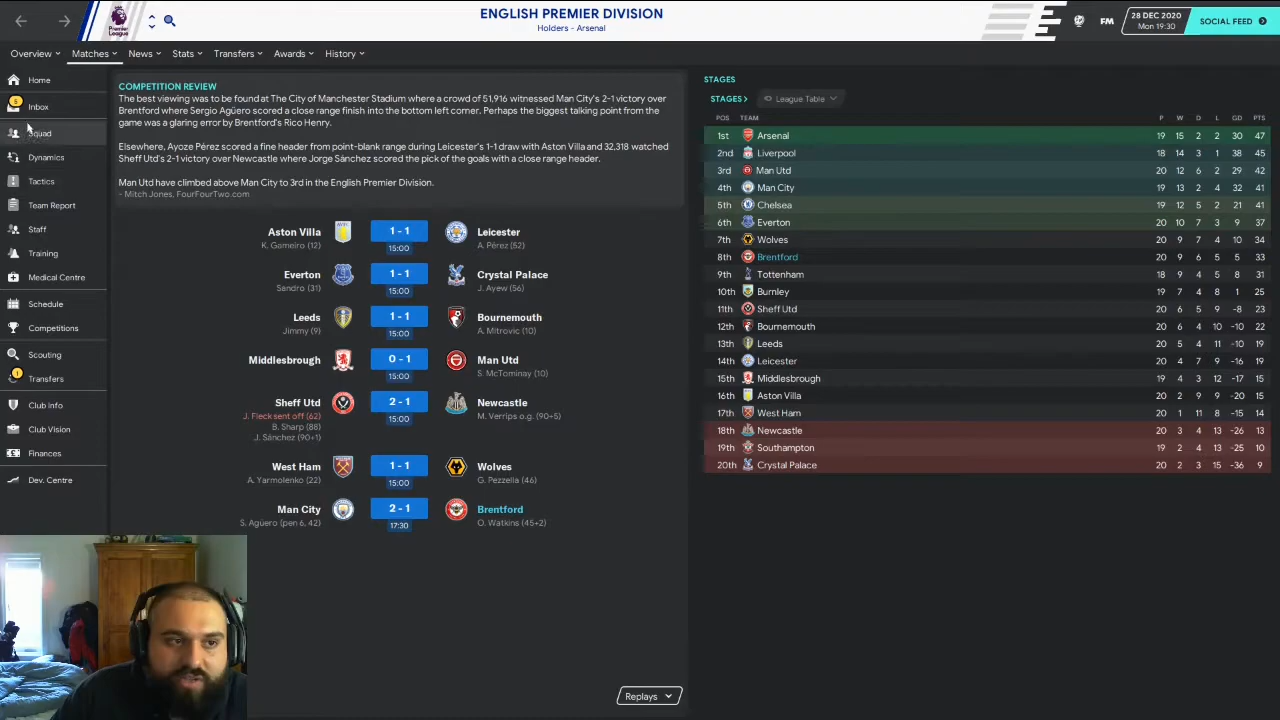 ENGLISH PREMIER DIVISION
Holders - Arsenal
28 DEC 2020
Mon 19:30
SOCIAL FEED
FM
Premier League
Overview
Matches
News
Stats
Transfers
Awards
History
Home
5
Inbox
Squad
Dynamics
Tactics
Team Report
Staff
Training
Medical Centre
Schedule
Competitions
Scouting
1
Transfers
Club Info
Club Vision
Finances
Dev. Centre
COMPETITION REVIEW
The best viewing was to be found at The City of Manchester Stadium where a crowd of 51,916 witnessed Man City's 2-1 victory over
Brentford where Sergio Agüero scored a close range finish into the bottom left corner. Perhaps the biggest talking point from the
game was a glaring error by Brentford's Rico Henry.
Elsewhere, Ayoze Pérez scored a fine header from point-blank range during Leicester's 1-1 draw with Aston Villa and 32,318 watched
Sheff Utd's 2-1 victory over Newcastle where Jorge Sánchez scored the pick of the goals with a close range header.
Man Utd have climbed above Man City to 3rd in the English Premier Division.
- Mitch Jones, FourFourTwo.com
Aston Villa 1 - 1 Leicester
K. Gameiro (12) 15:00 A. Pérez (52)
Everton 1 - 1 Crystal Palace
Sandro (31) 15:00 J. Ayew (56)
Leeds 1 - 1 Bournemouth
Jimmy (9) 15:00 A. Mitrovic (10)
Middlesbrough 0 - 1 Man Utd
15:00 S. McTominay (10)
Sheff Utd 2 - 1 Newcastle
J. Fleck sent off (62) 15:00 M. Verrips o.g. (90+5)
B. Sharp (88)
J. Sánchez (90+1)
West Ham 1 - 1 Wolves
A. Yarmolenko (22) 15:00 G. Pezzella (46)
Man City 2 - 1 Brentford
S. Agüero (pen 6, 42) 17:30 O. Watkins (45+2)
Replays
STAGES
STAGES> League Table
POS TEAM P W D L GD PTS
1st Arsenal 19 15 2 2 30 47
2nd Liverpool 18 14 3 1 38 45
3rd Man Utd 20 12 6 2 29 42
4th Man City 19 13 2 4 32 41
5th Chelsea 19 12 5 2 21 41
6th Everton 20 10 7 3 9 37
7th Wolves 20 9 7 4 10 34
8th Brentford 20 9 6 5 5 33
9th Tottenham 18 9 4 5 8 31
10th Burnley 19 7 4 8 1 25
11th Sheff Utd 20 6 5 9 -8 23
12th Bournemouth 20 6 4 10 -10 22
13th Leeds 20 5 4 11 -10 19
14th Leicester 20 4 7 9 -16 19
15th Middlesbrough 19 4 3 12 -17 15
16th Aston Villa 20 2 9 9 -20 15
17th West Ham 20 1 11 8 -15 14
18th Newcastle 20 3 4 13 -26 13
19th Southampton 19 2 4 13 -25 10
20th Crystal Palace 20 2 3 15 -36 9